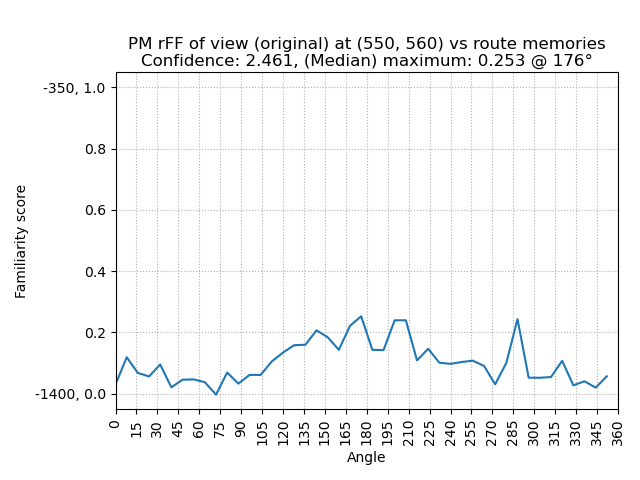 PM rFF of view (original) at (550, 560) vs route memories
Confidence: 2.461, (Median) maximum: 0.253 @ 176°
-350, 1.0
0.8
0.6
0.4
0.2
-1400, 0.0
Familiarity score
0 15 30 45 60 75 90 105 120 135 150 165 180 195 210 225 240 255 270 285 300 315 330 345 360
Angle